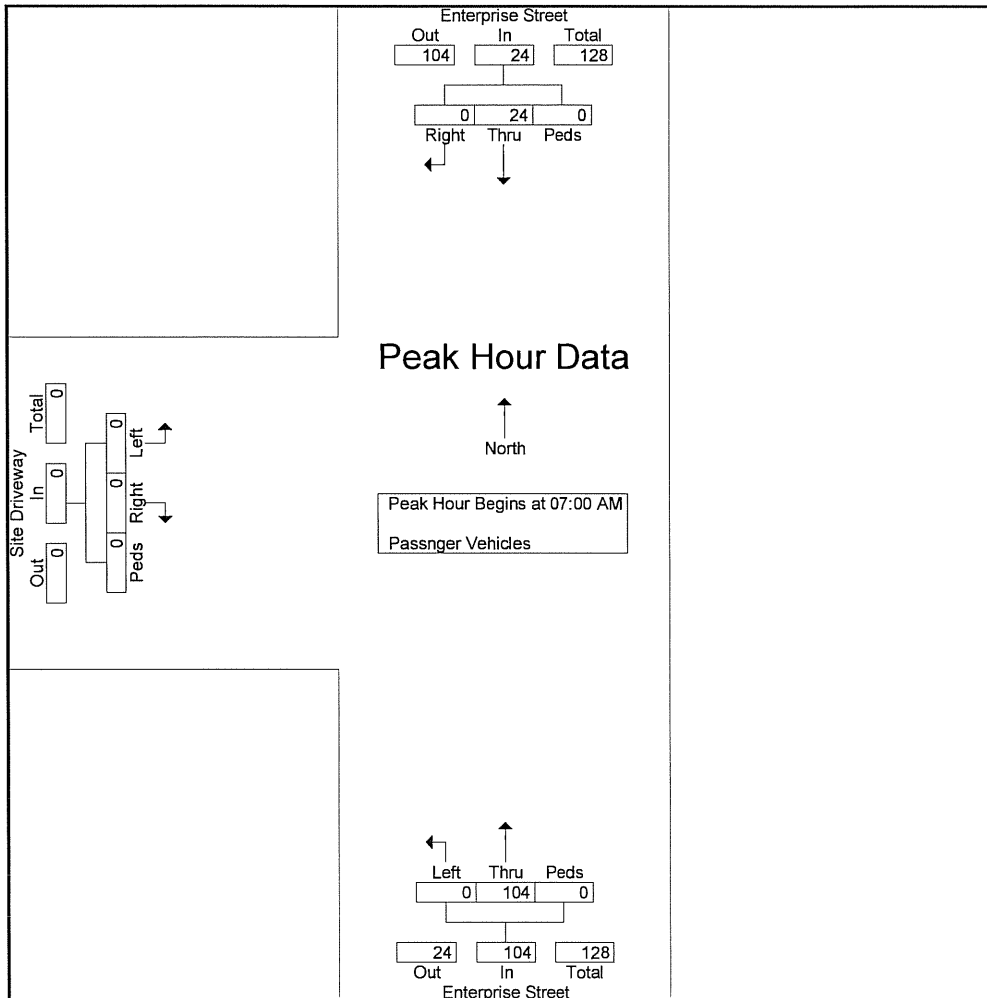 Enterprise Street
Out In Total
104 24 128
0 24 0
Right Thru Peds
Peak Hour Data
North
Peak Hour Begins at 07:00 AM
Passnger Vehicles
Site Driveway
Out In Total
0 0 0
0 0 0
Peds Right Left
Left Thru Peds
0 104 0
24 104 128
Out In Total
Enterprise Street